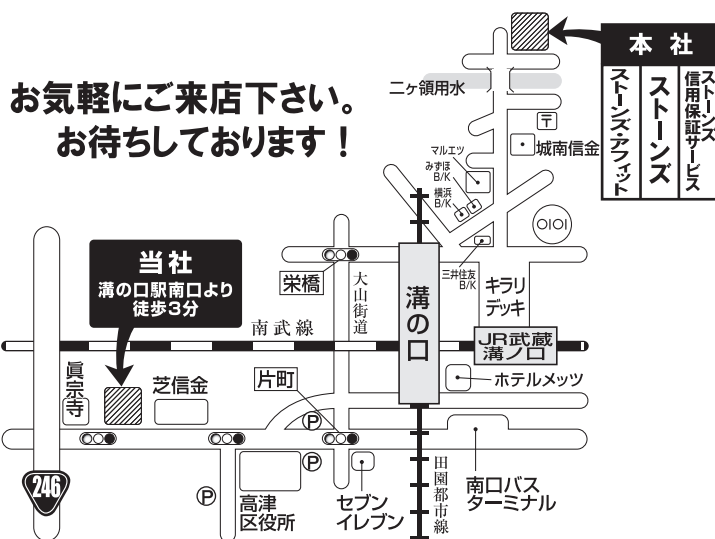 お気軽にご来店下さい。
お待ちしております！
本社
ストーンズ・アフィット
ストーンズ
ストーンズ
信用保証サービス
二ヶ領用水
〒
城南信金
マルエツ
みずほ
B/K
横浜
B/K
OIOI
三井住友
B/K
キラリ
デッキ
当社
溝の口駅南口より
徒歩3分
栄橋
大山街道
溝の口
南武線
JR武蔵
溝ノ口
ホテルメッツ
眞宗寺
芝信金
片町
P
P
P
246
高津
区役所
セブン
イレブン
田園都市線
南口バス
ターミナル